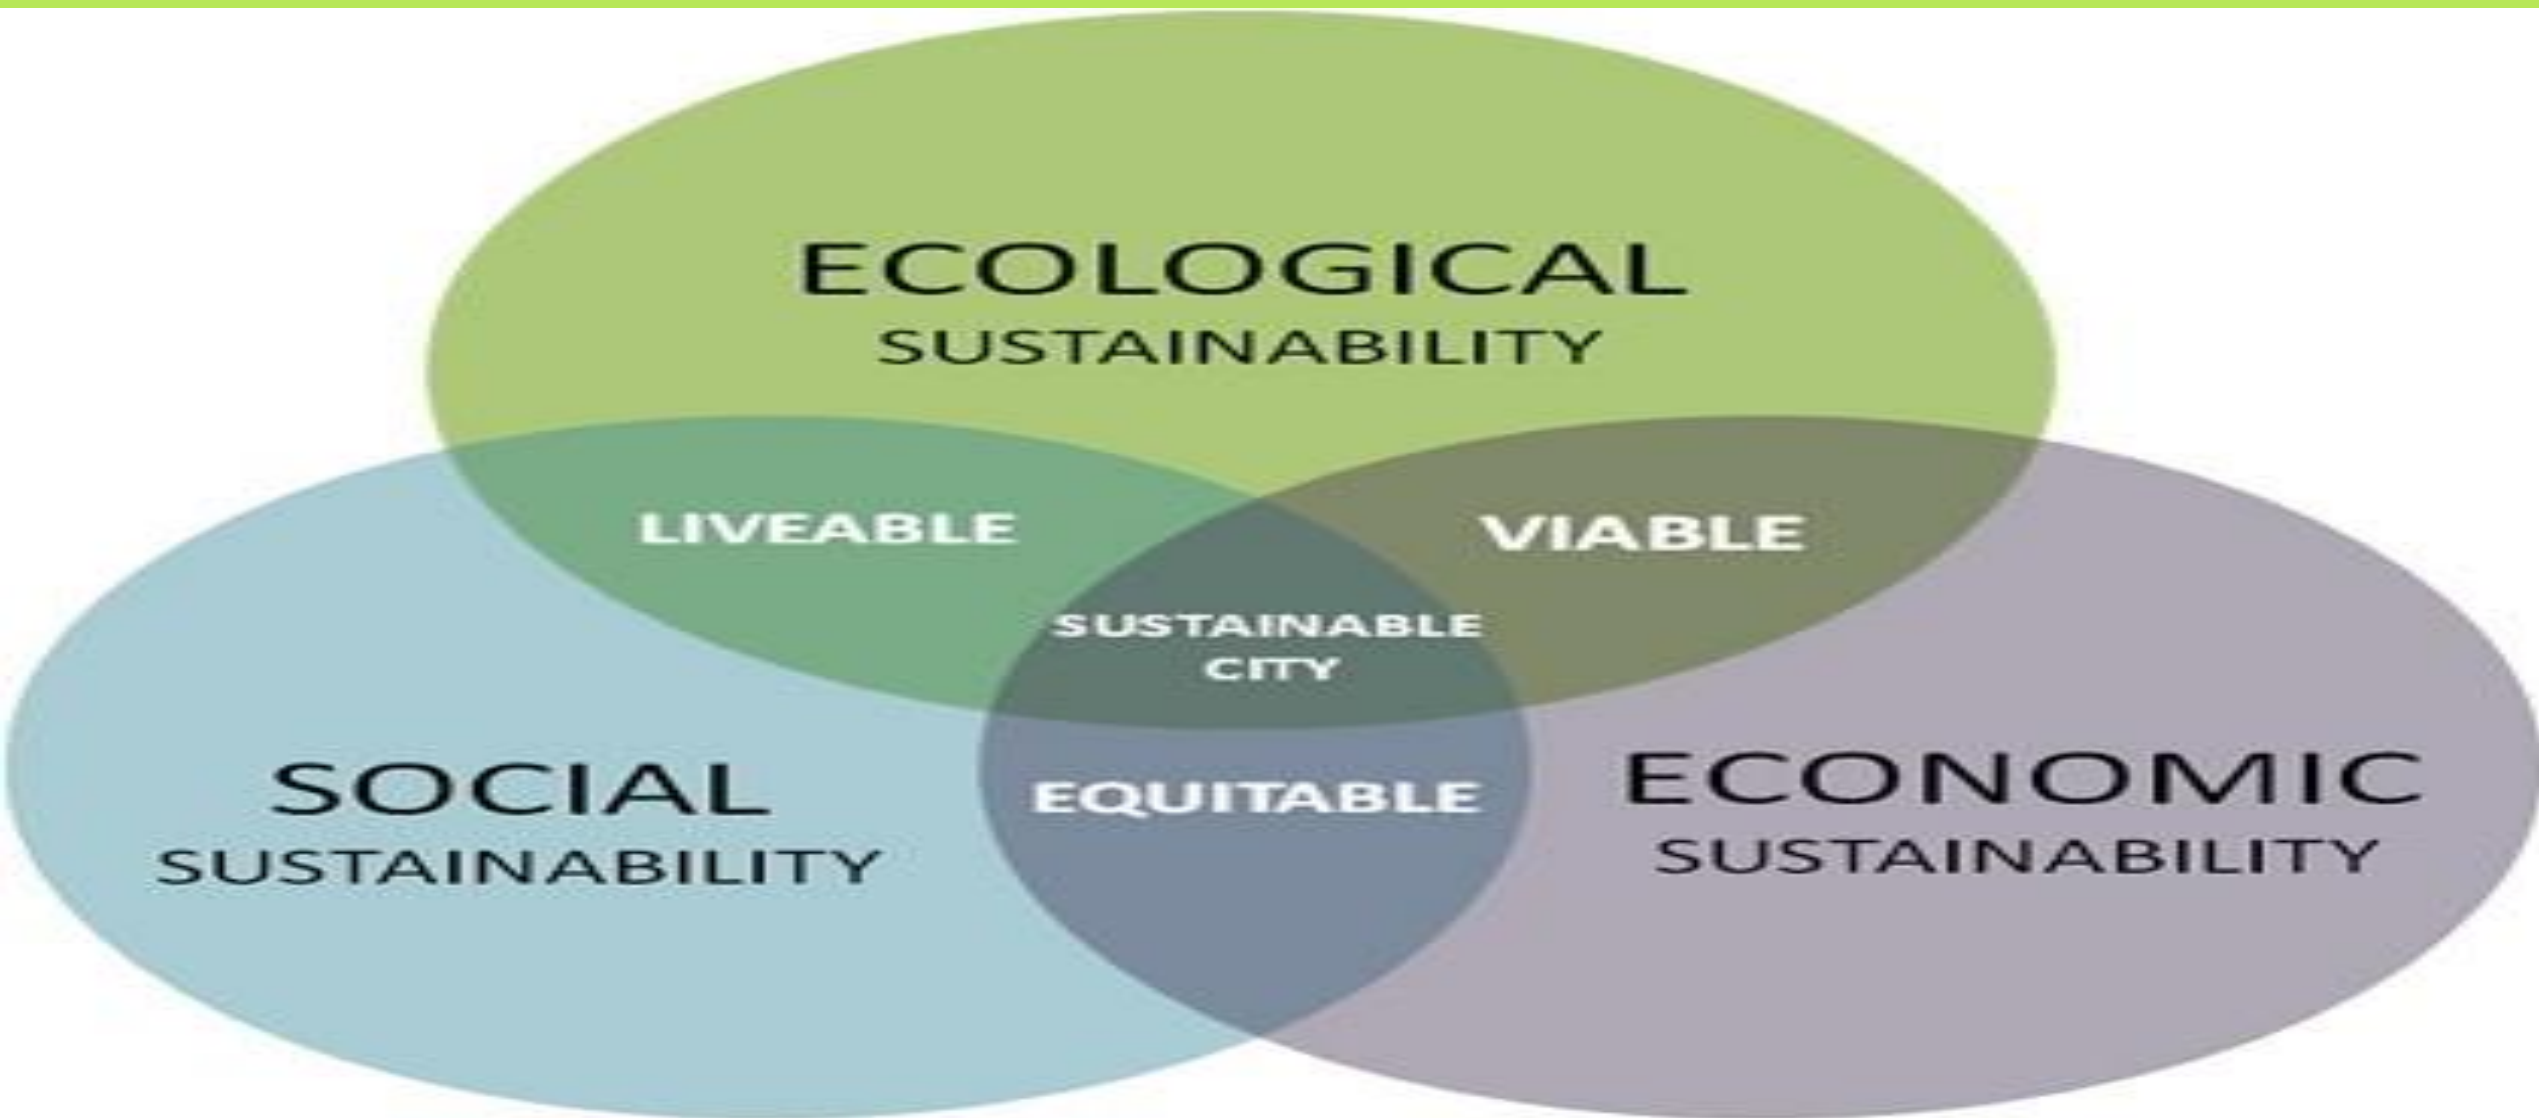 ECOLOGICAL
SUSTAINABILITY
LIVEABLE
VIABLE
SUSTAINABLE
CITY
SOCIAL
SUSTAINABILITY
EQUITABLE
ECONOMIC
SUSTAINABILITY